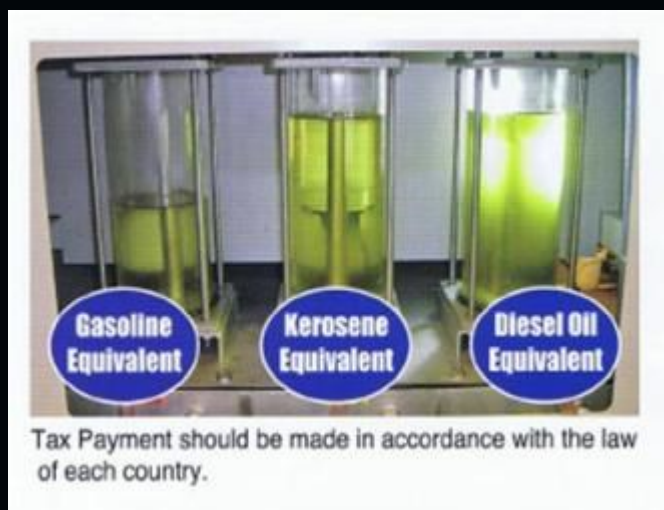 Gasoline
Equivalent
Kerosene
Equivalent
Diesel Oil
Equivalent
Tax Payment should be made in accordance with the law
of each country.